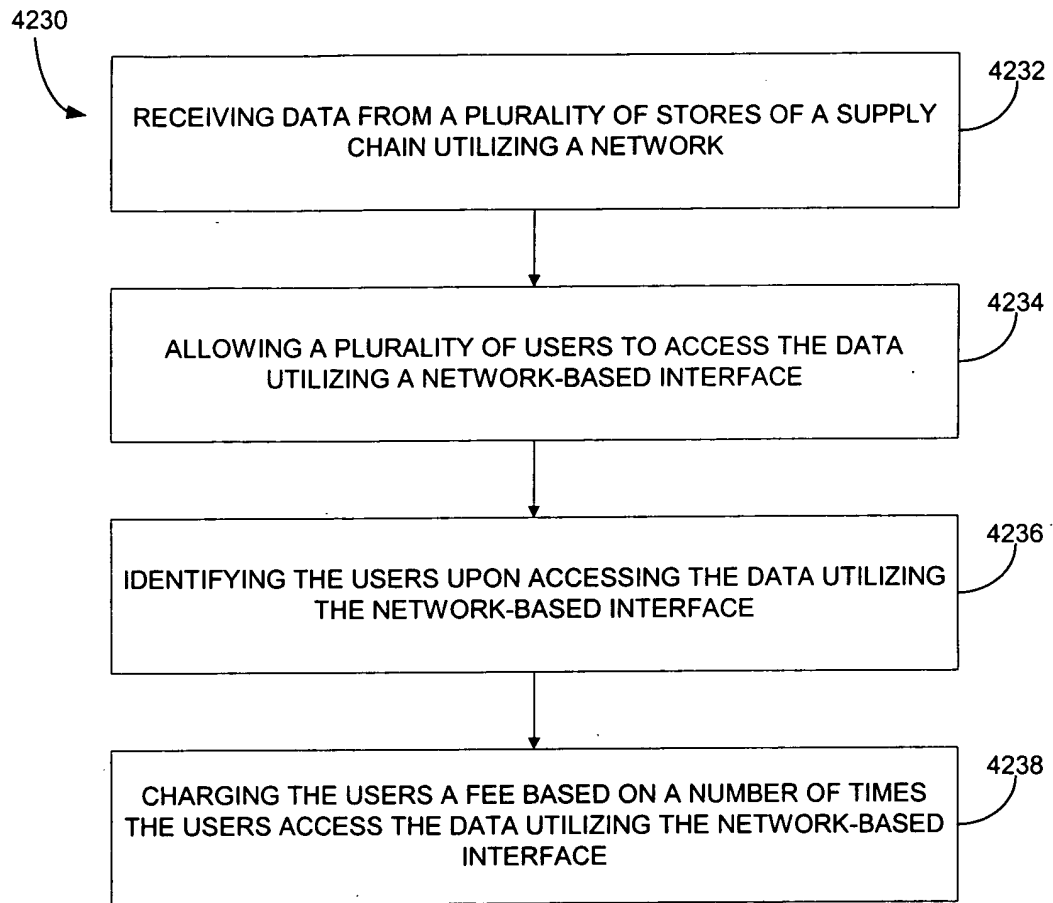 4230
4232
RECEIVING DATA FROM A PLURALITY OF STORES OF A SUPPLY
CHAIN UTILIZING A NETWORK
4234
ALLOWING A PLURALITY OF USERS TO ACCESS THE DATA
UTILIZING A NETWORK-BASED INTERFACE
4236
IDENTIFYING THE USERS UPON ACCESSING THE DATA UTILIZING
THE NETWORK-BASED INTERFACE
4238
CHARGING THE USERS A FEE BASED ON A NUMBER OF TIMES
THE USERS ACCESS THE DATA UTILIZING THE NETWORK-BASED
INTERFACE